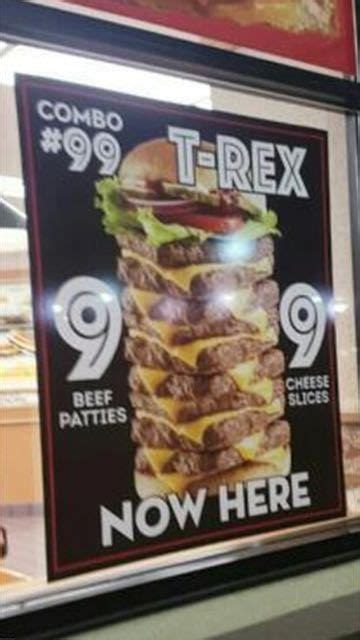 COMBO
#99
T-REX
9
BEEF
PATTIES
9
CHEESE
SLICES
NOW HERE